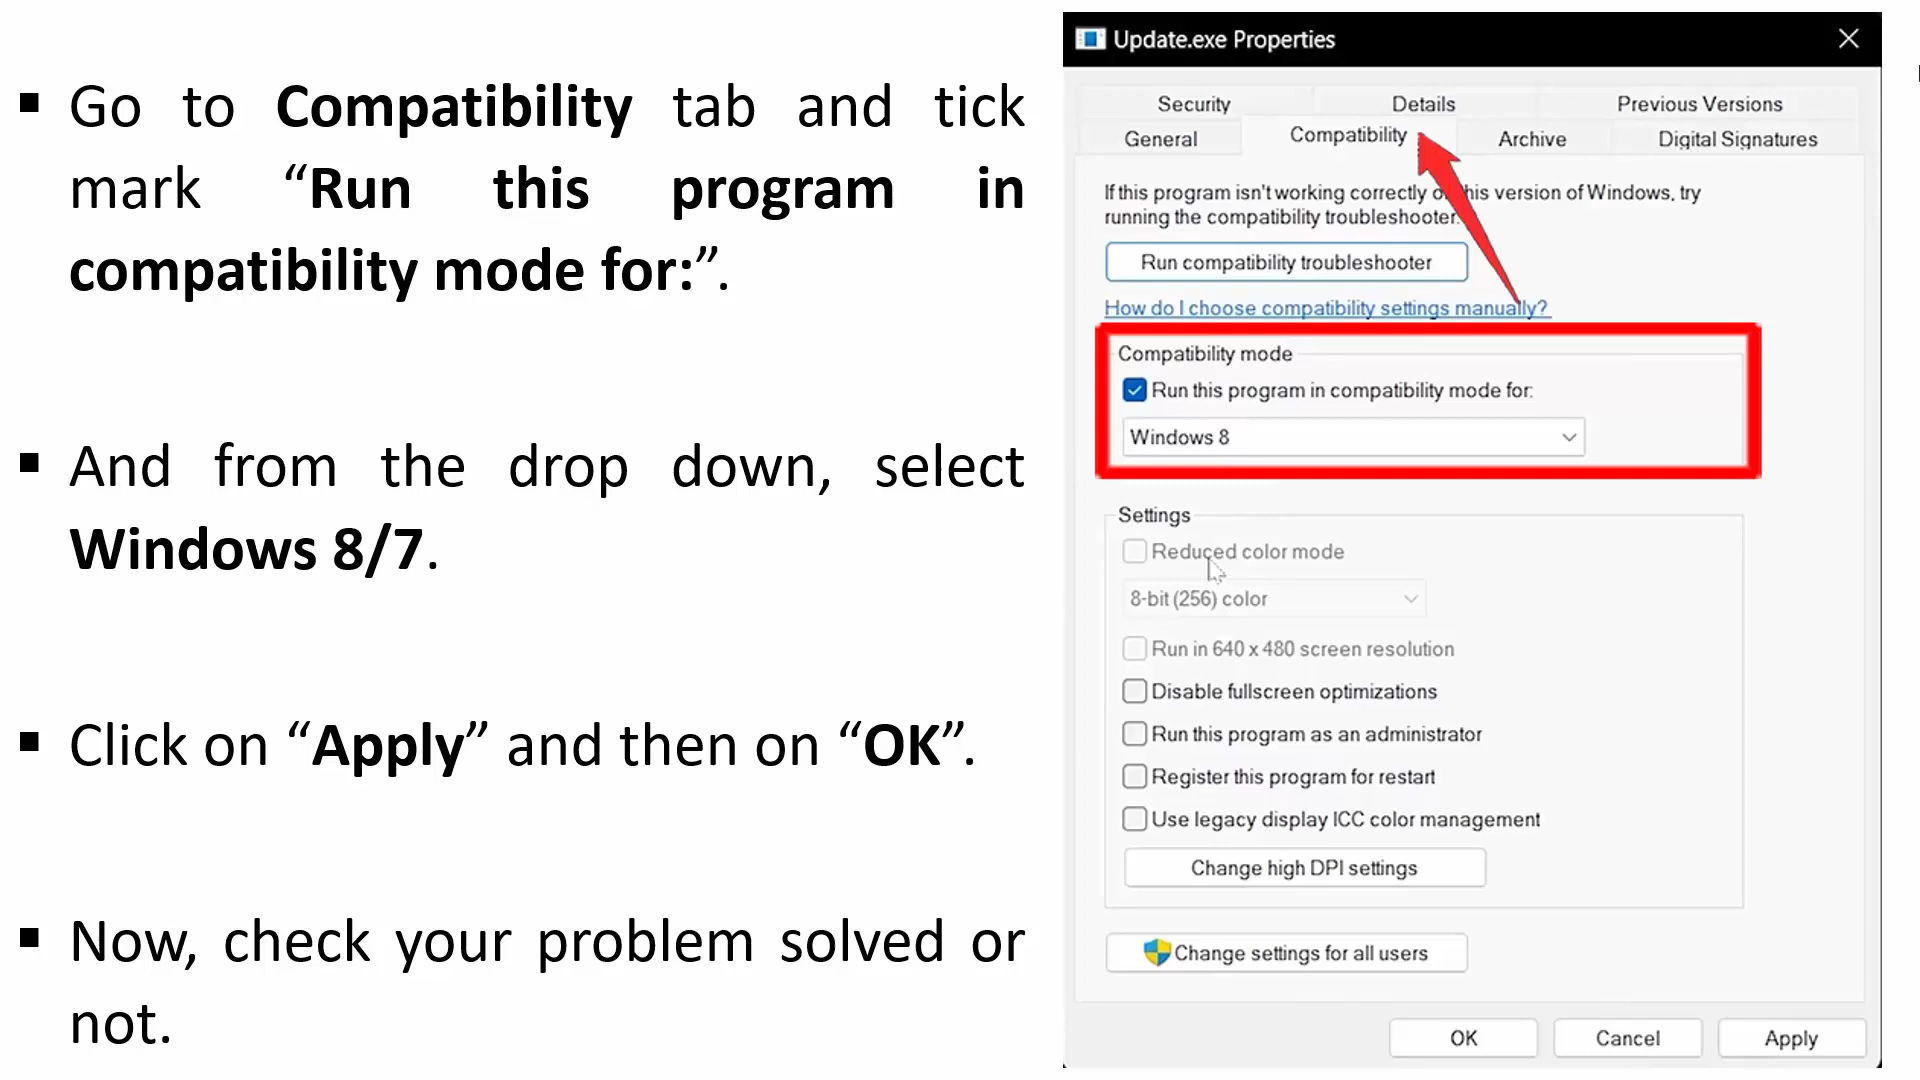 ▪ Go to Compatibility tab and tick
mark “Run this program in
compatibility mode for:”.
▪ And from the drop down, select
Windows 8/7.
▪ Click on “Apply” and then on “OK”.
▪ Now, check your problem solved or
not.
Update.exe Properties
Security Details Previous Versions
General Compatibility Archive Digital Signatures
If this program isn't working correctly on this version of Windows, try
running the compatibility troubleshooter.
Run compatibility troubleshooter
How do I choose compatibility settings manually?
Compatibility mode
Run this program in compatibility mode for:
Windows 8
Settings
Reduced color mode
8-bit (256) color
Run in 640 x 480 screen resolution
Disable fullscreen optimizations
Run this program as an administrator
Register this program for restart
Use legacy display ICC color management
Change high DPI settings
Change settings for all users
OK Cancel Apply